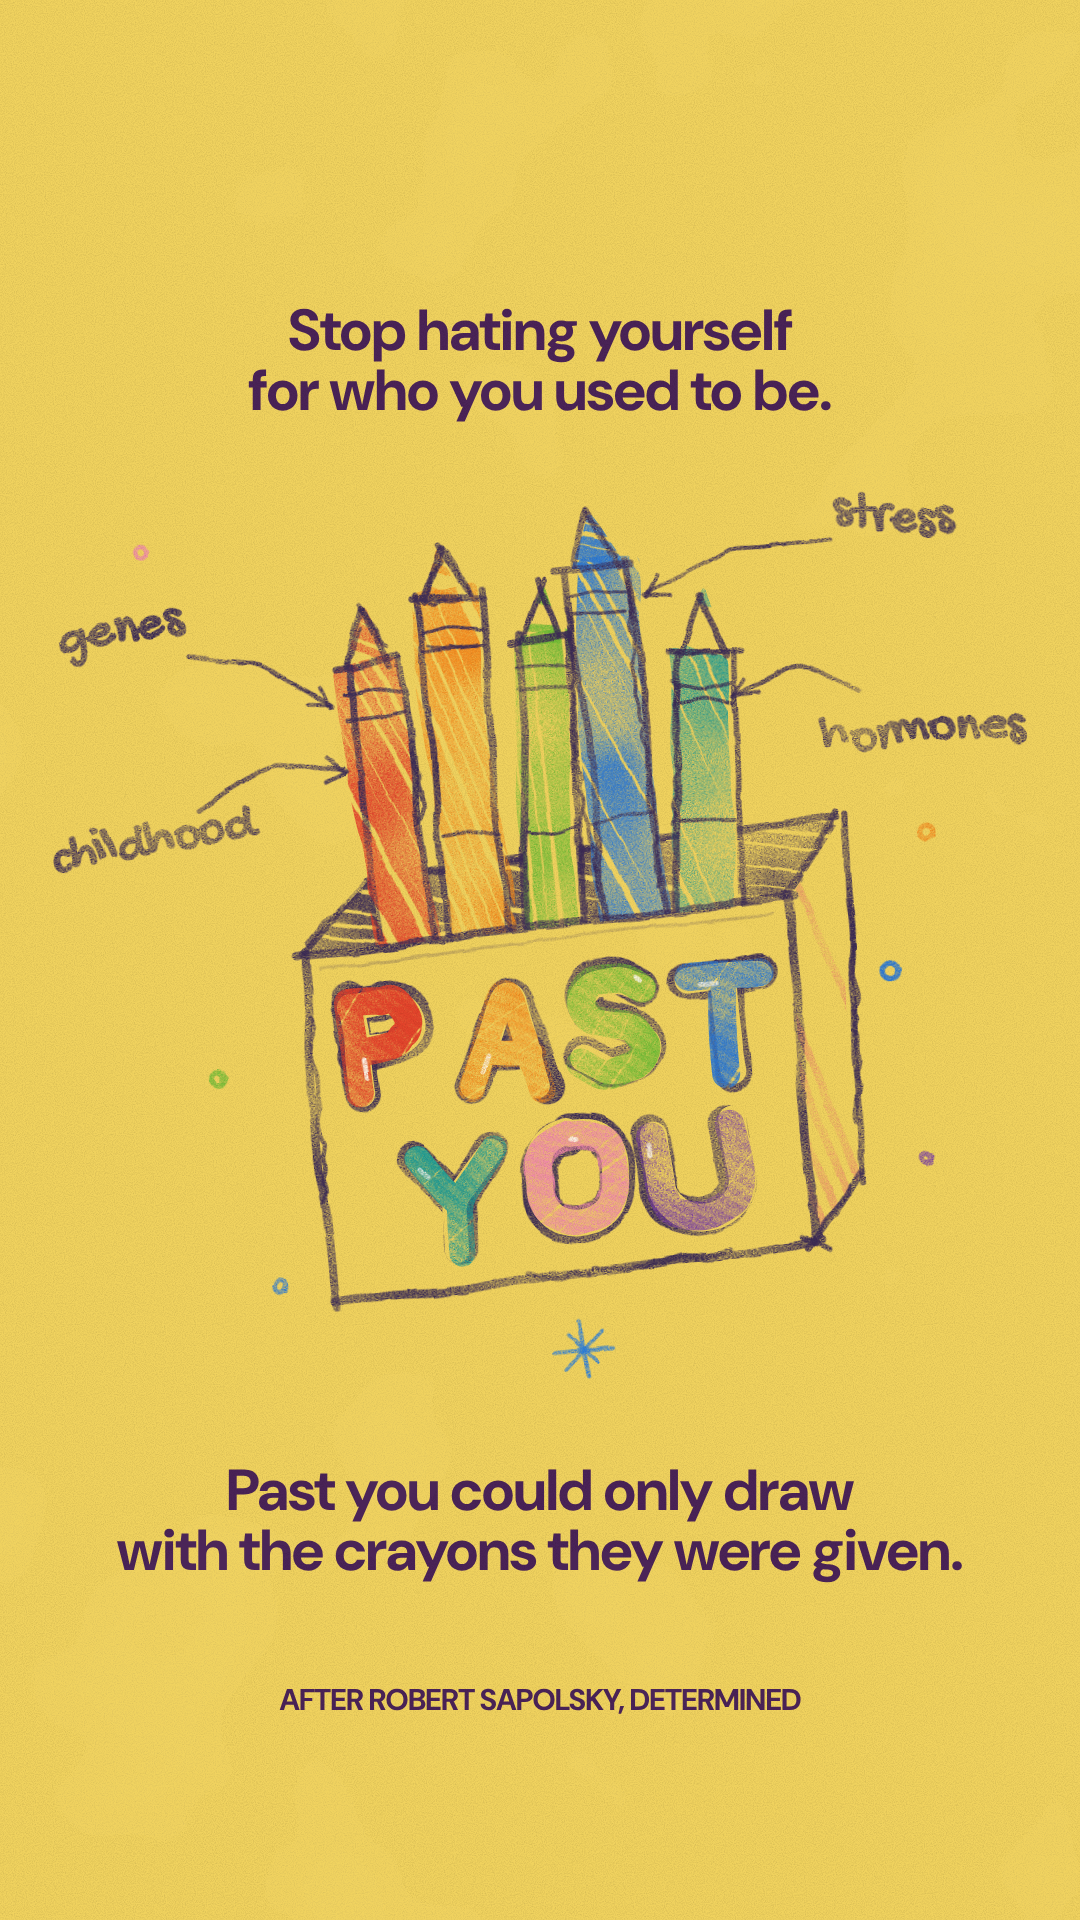 Stop hating yourself
for who you used to be.
stress
genes
hormones
childhood
PAST
YOU
Past you could only draw
with the crayons they were given.
AFTER ROBERT SAPOLSKY, DETERMINED